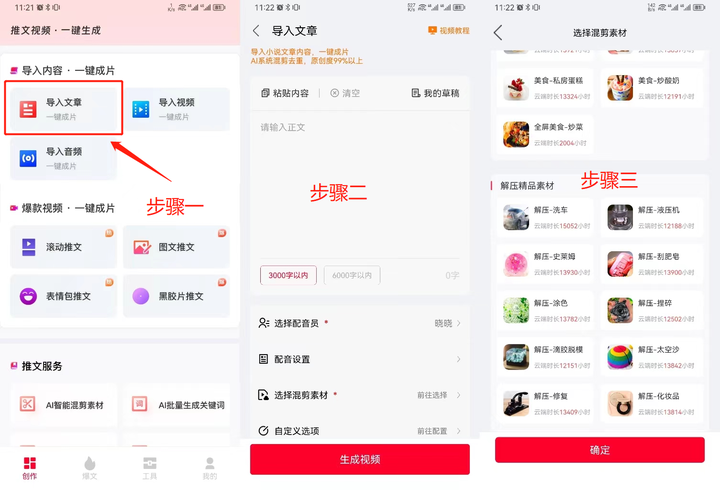 11:21
推文视频·一键生成
导入内容·一键成片
导入文章
一键成片
导入视频
一键成片
导入音频
一键成片
步骤一
爆款视频·一键成片
滚动推文
图文推文
表情包推文
黑胶片推文
推文服务
AI智能混剪素材
AI批量生成关键词
创作
爆文
工具
我的
11:22
导入文章
视频教程
导入小说文章内容，一键成片
AI系统混剪去重，原创度99%以上
粘贴内容
清空
我的草稿
请输入正文
步骤二
3000字以内
6000字以内
0字
选择配音员 *
晓晓
配音设置
选择混剪素材 *
前往选择
自定义选项
前往配置
生成视频
11:22
选择混剪素材
美食-私房蛋糕
云端时长13324小时
美食-炒酸奶
云端时长12191小时
全屏美食-炒菜
云端时长2004小时
解压精品素材
步骤三
解压-洗车
云端时长15052小时
解压-液压机
云端时长12188小时
解压-史莱姆
云端时长13930小时
解压-刮肥皂
云端时长13900小时
解压-涂色
云端时长13782小时
解压-捏碎
云端时长12502小时
解压-滴胶脱模
云端时长12151小时
解压-太空沙
云端时长13842小时
解压-修复
云端时长13409小时
解压-化妆品
云端时长13814小时
确定